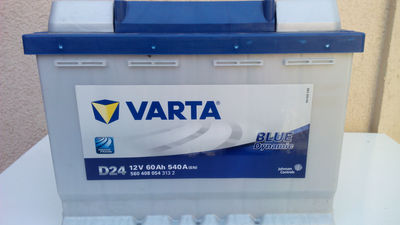 VARTA
BLUE
Dynamic
D24 12V 60Ah 540A (EN)
560 408 054 313 2
Johnson
Controls